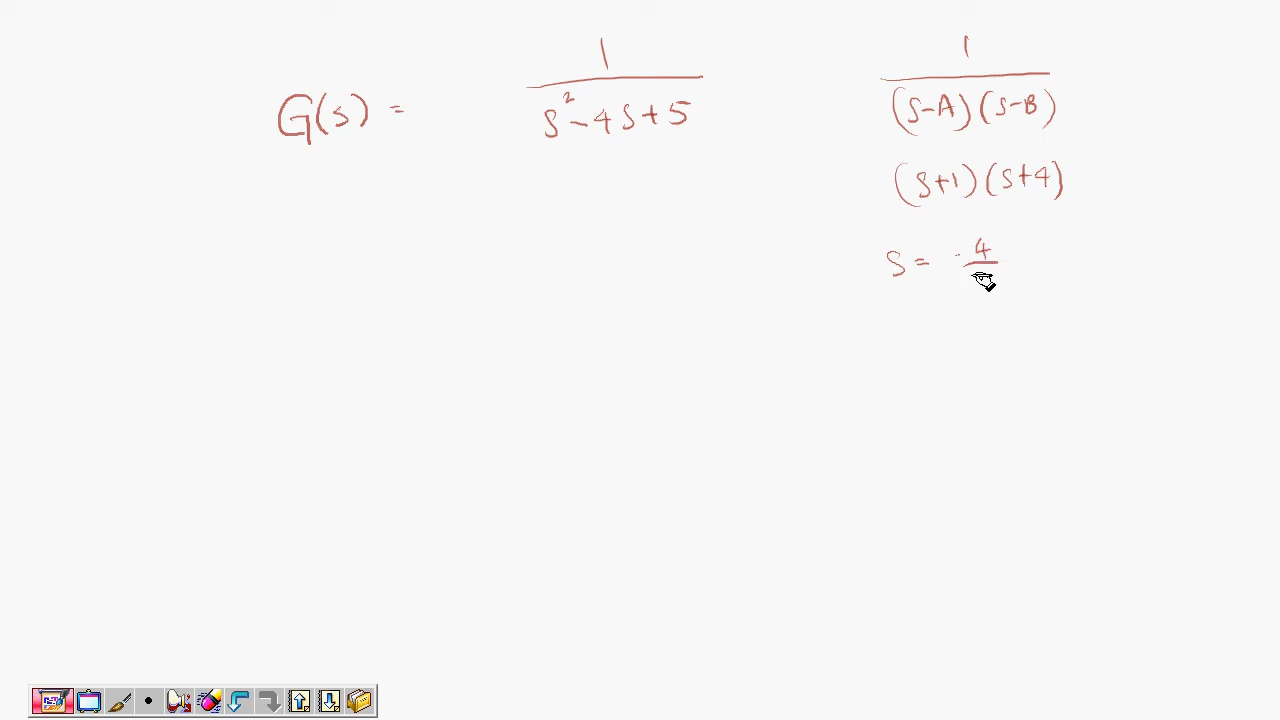 G(s) = 1 / (s² - 4s + 5)
1 / ((s-A)(s-B))
(s+1)(s+4)
s = 4 /